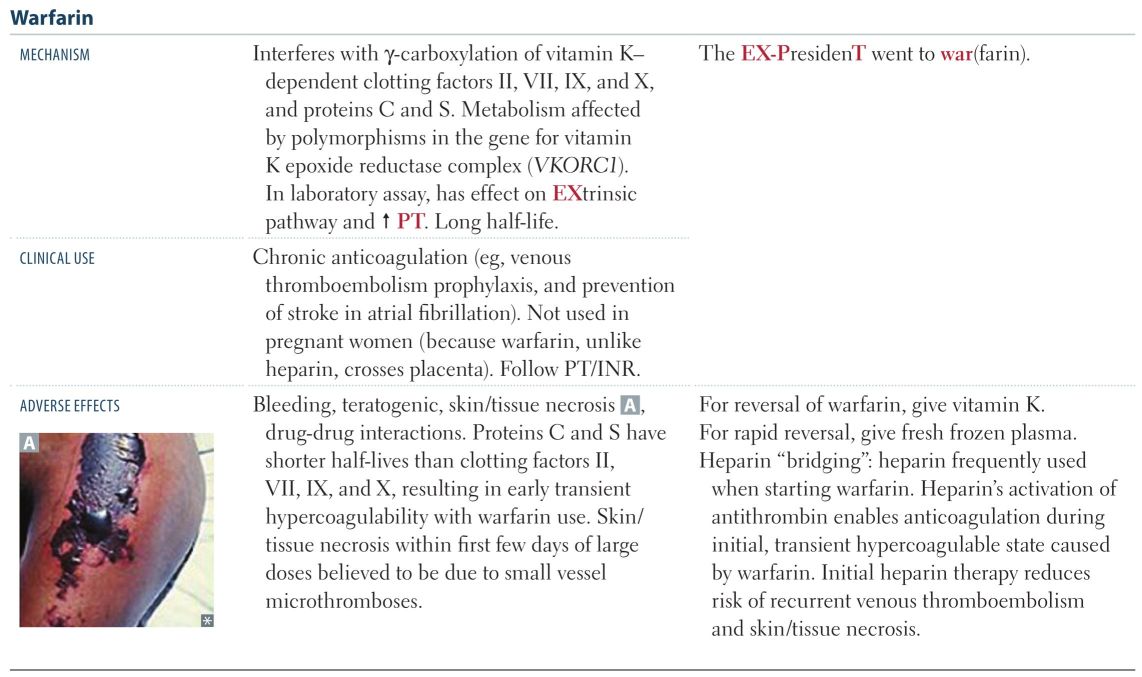 Warfarin
MECHANISM
Interferes with γ-carboxylation of vitamin K–
dependent clotting factors II, VII, IX, and X,
and proteins C and S. Metabolism affected
by polymorphisms in the gene for vitamin
K epoxide reductase complex (VKORC1).
In laboratory assay, has effect on EXtrinsic
pathway and ↑ PT. Long half-life.
The EX-PresidenT went to war(farin).
CLINICAL USE
Chronic anticoagulation (eg, venous
thromboembolism prophylaxis, and prevention
of stroke in atrial fibrillation). Not used in
pregnant women (because warfarin, unlike
heparin, crosses placenta). Follow PT/INR.
ADVERSE EFFECTS
A
Bleeding, teratogenic, skin/tissue necrosis A,
drug-drug interactions. Proteins C and S have
shorter half-lives than clotting factors II,
VII, IX, and X, resulting in early transient
hypercoagulability with warfarin use. Skin/
tissue necrosis within first few days of large
doses believed to be due to small vessel
microthromboses.
For reversal of warfarin, give vitamin K.
For rapid reversal, give fresh frozen plasma.
Heparin “bridging”: heparin frequently used
when starting warfarin. Heparin’s activation of
antithrombin enables anticoagulation during
initial, transient hypercoagulable state caused
by warfarin. Initial heparin therapy reduces
risk of recurrent venous thromboembolism
and skin/tissue necrosis.